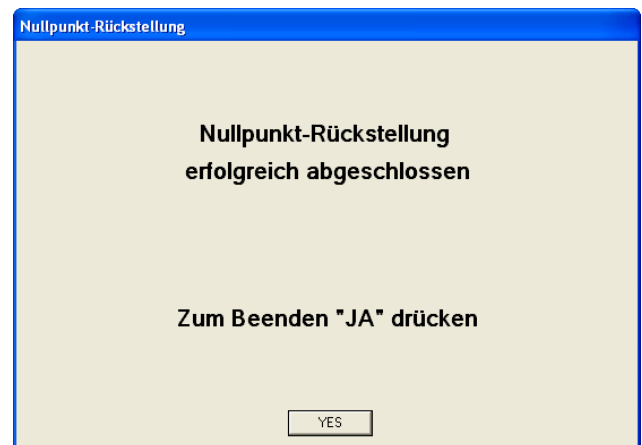 Nullpunkt-Rückstellung
Nullpunkt-Rückstellung
erfolgreich abgeschlossen
Zum Beenden "JA" drücken
YES